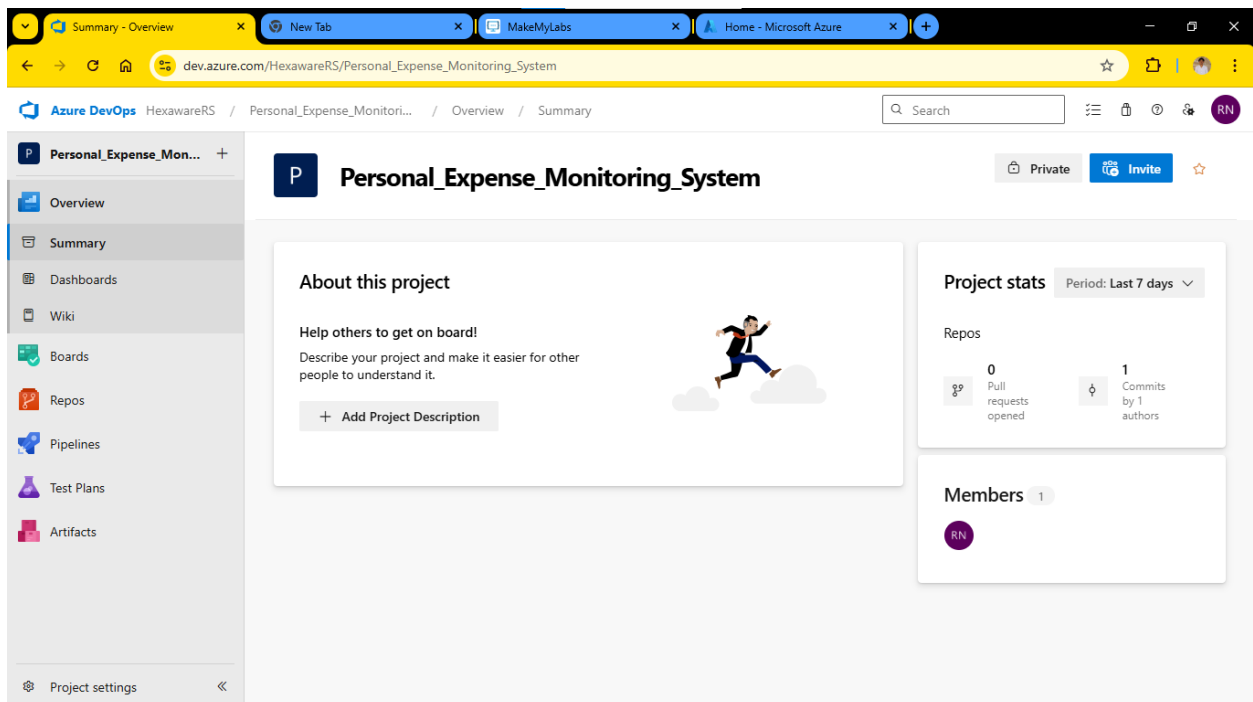 Summary - Overview
New Tab
MakeMyLabs
Home - Microsoft Azure
dev.azure.com/HexawareRS/Personal_Expense_Monitoring_System
Azure DevOps HexawareRS / Personal_Expense_Monitori... / Overview / Summary
Search
RN
P Personal_Expense_Mon... +
Overview
Summary
Dashboards
Wiki
Boards
Repos
Pipelines
Test Plans
Artifacts
Project settings
P Personal_Expense_Monitoring_System
Private
Invite
About this project
Help others to get on board!
Describe your project and make it easier for other
people to understand it.
+ Add Project Description
Project stats Period: Last 7 days
Repos
0
Pull
requests
opened
1
Commits
by 1
authors
Members 1
RN